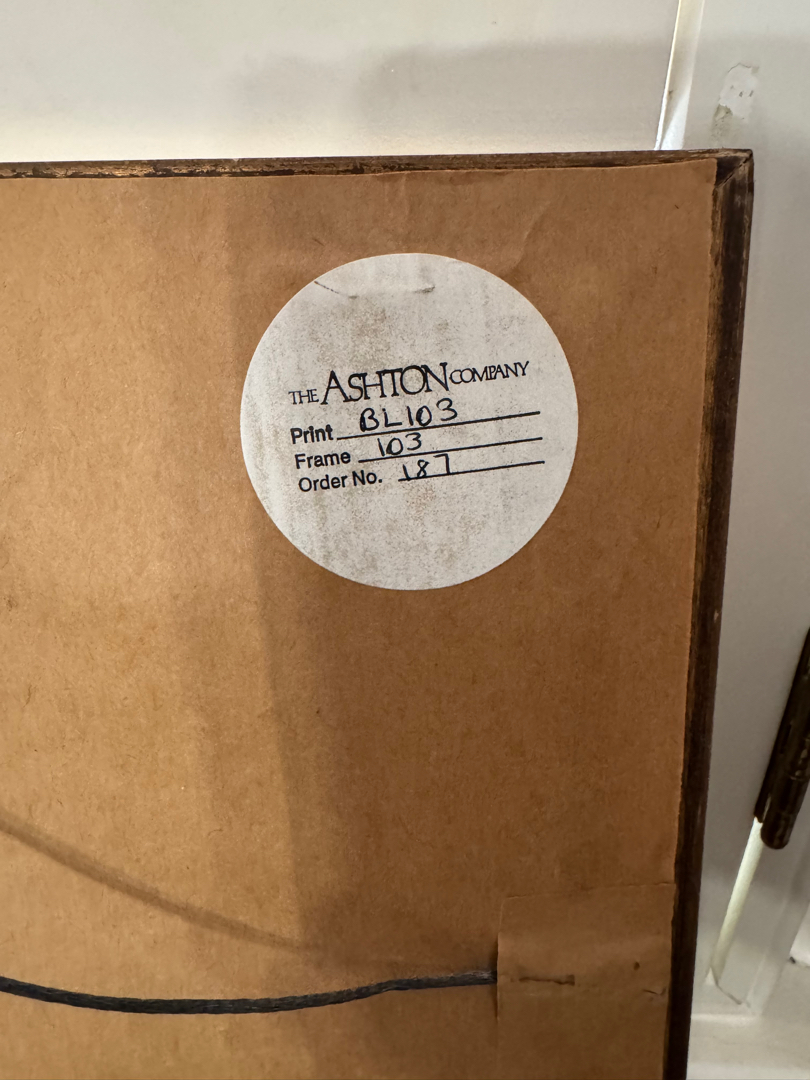 THE ASHTON COMPANY
Print BL103
Frame 103
Order No. 187